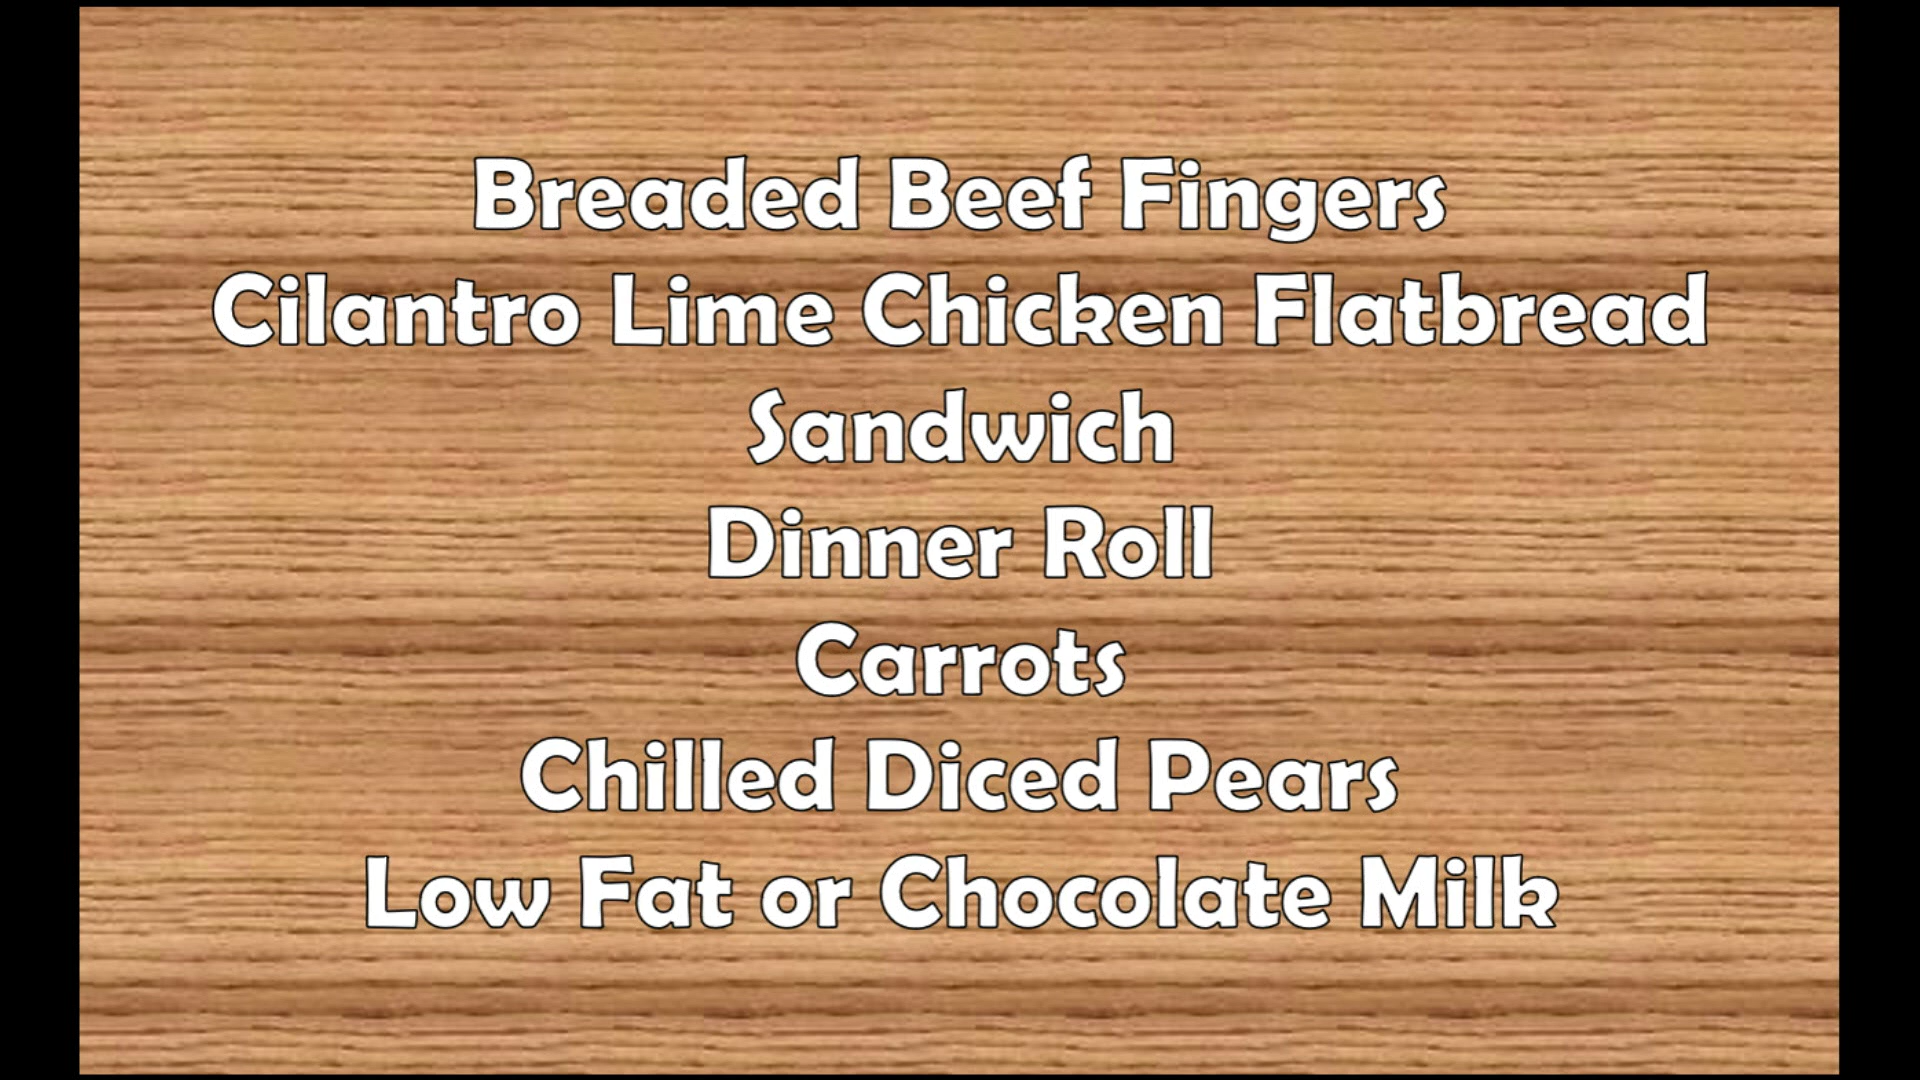 Breaded Beef Fingers
Cilantro Lime Chicken Flatbread
Sandwich
Dinner Roll
Carrots
Chilled Diced Pears
Low Fat or Chocolate Milk